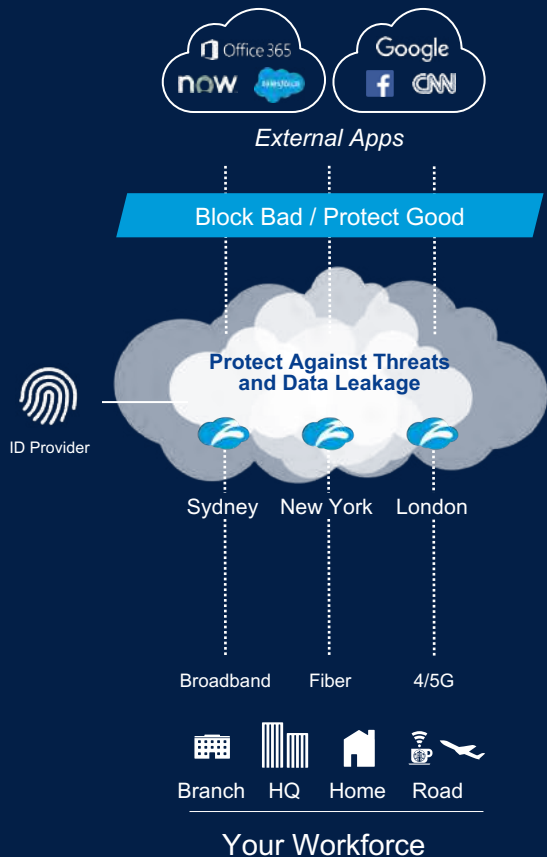 Office 365
Google
now
salesforce
f
CNN
External Apps
Block Bad / Protect Good
Protect Against Threats
and Data Leakage
ID Provider
Sydney New York London
Broadband Fiber 4/5G
Branch HQ Home Road
Your Workforce